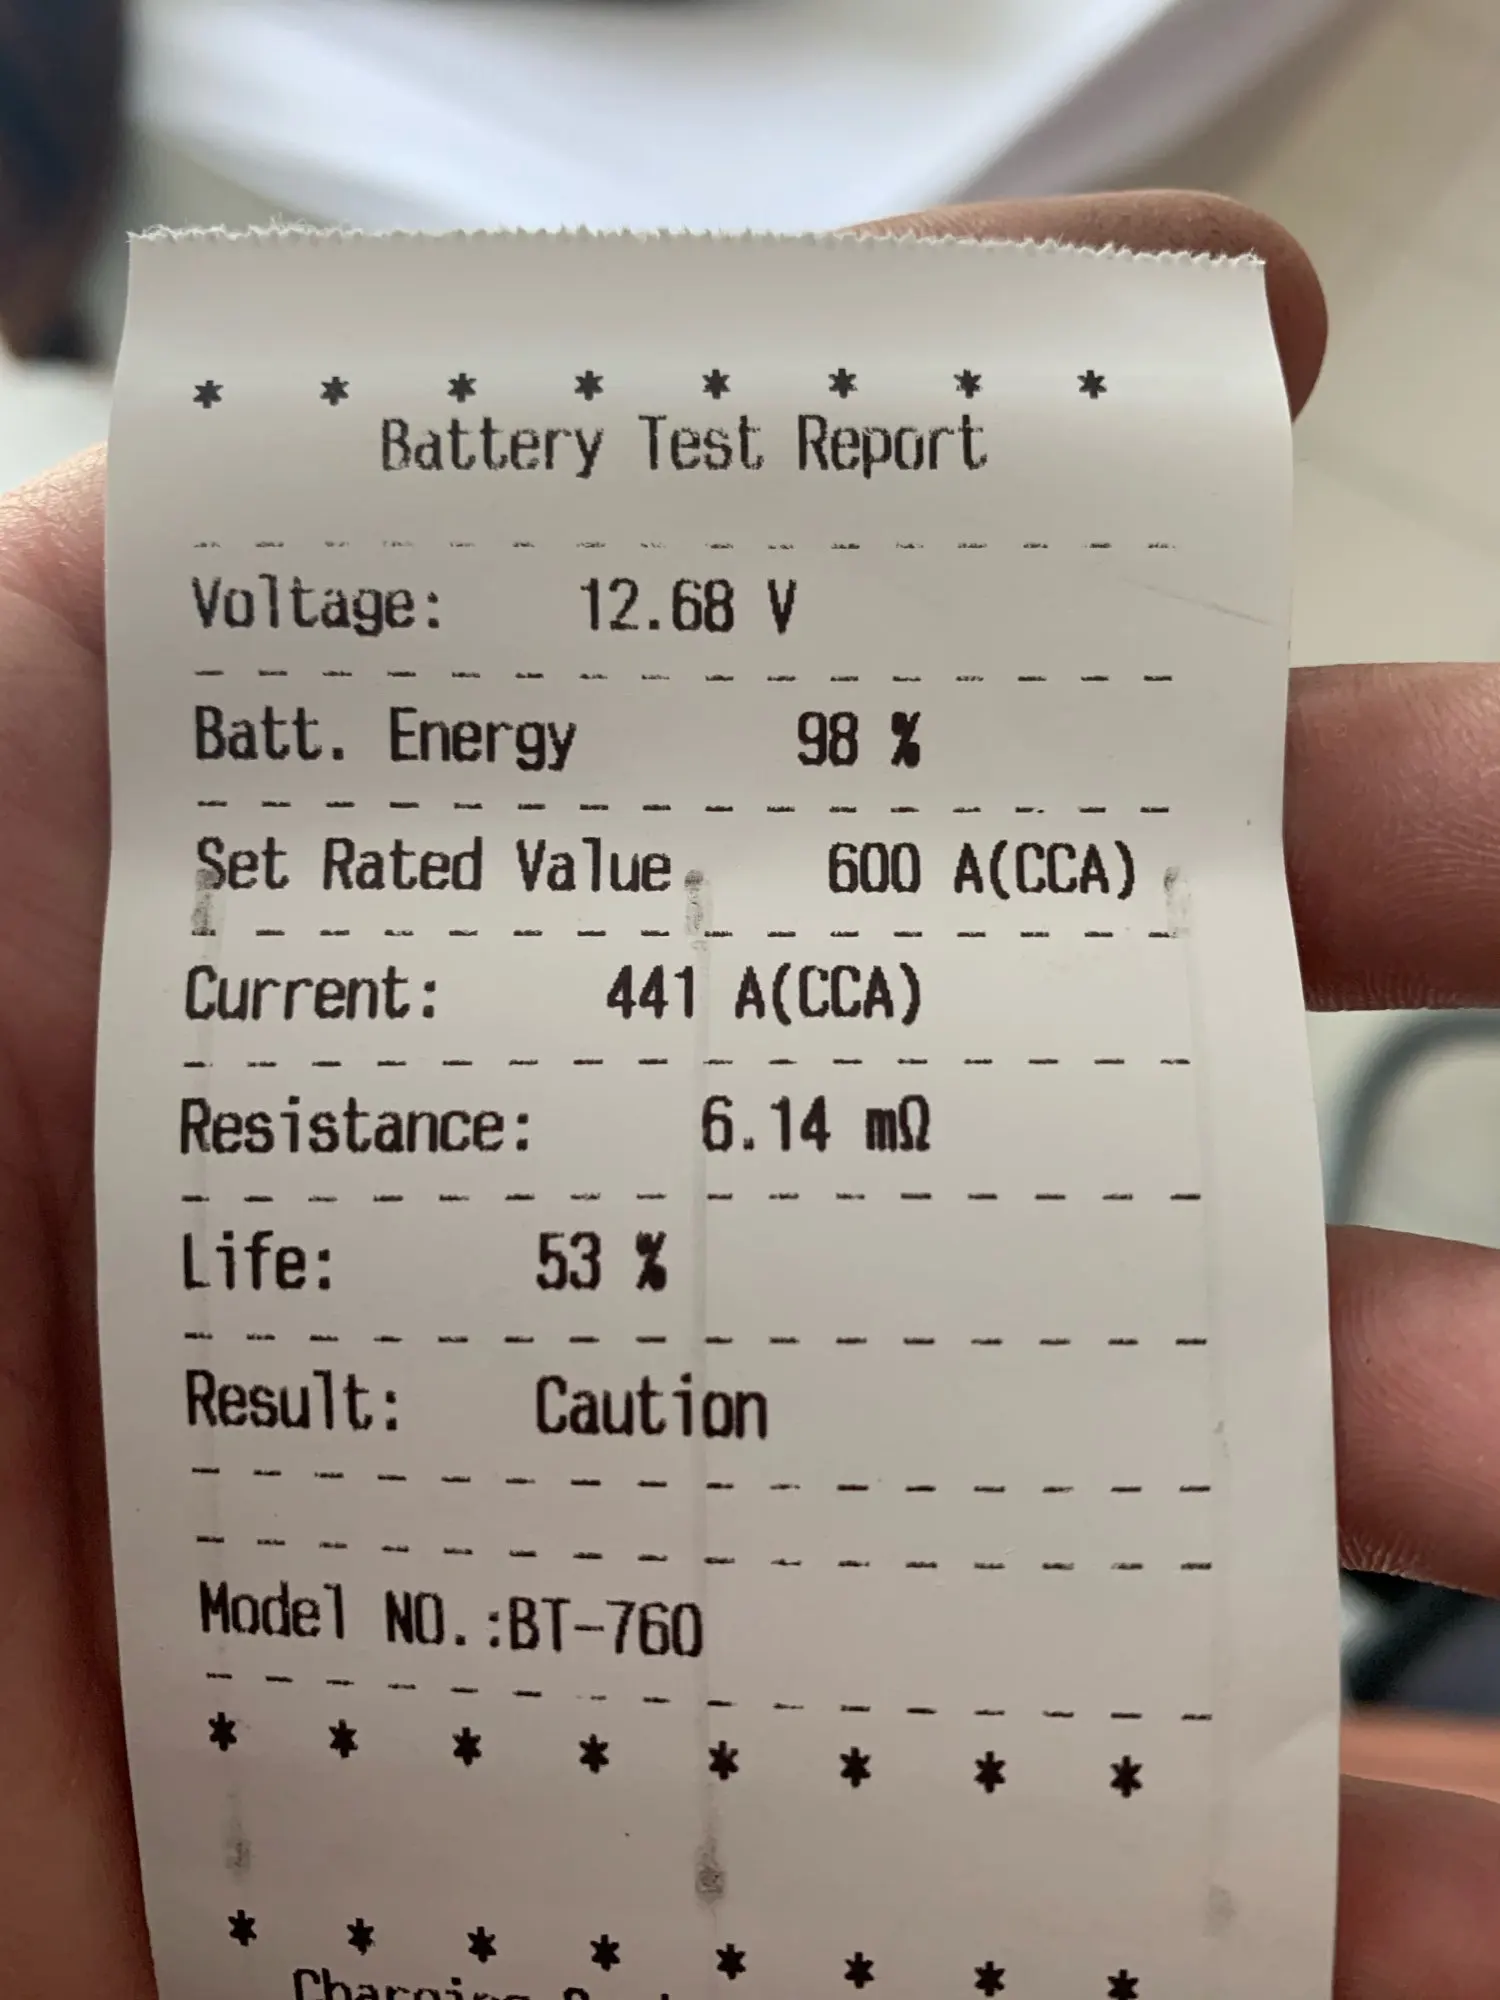 * * * * * * * *
Battery Test Report
- - - - - - - - - - - - - - - -
Voltage: 12.68 V
- - - - - - - - - - - - - - - -
Batt. Energy 98 %
- - - - - - - - - - - - - - - -
Set Rated Value 600 A(CCA)
- - - - - - - - - - - - - - - -
Current: 441 A(CCA)
- - - - - - - - - - - - - - - -
Resistance: 6.14 mΩ
- - - - - - - - - - - - - - - -
Life: 53 %
- - - - - - - - - - - - - - - -
Result: Caution
- - - - - - - - - - - - - - - -
- - - - - - - - - - - - - - - -
Model NO.:BT-760
- - - - - - - - - - - - - - - -
* * * * * * * *
* * * * * * * *
Charging